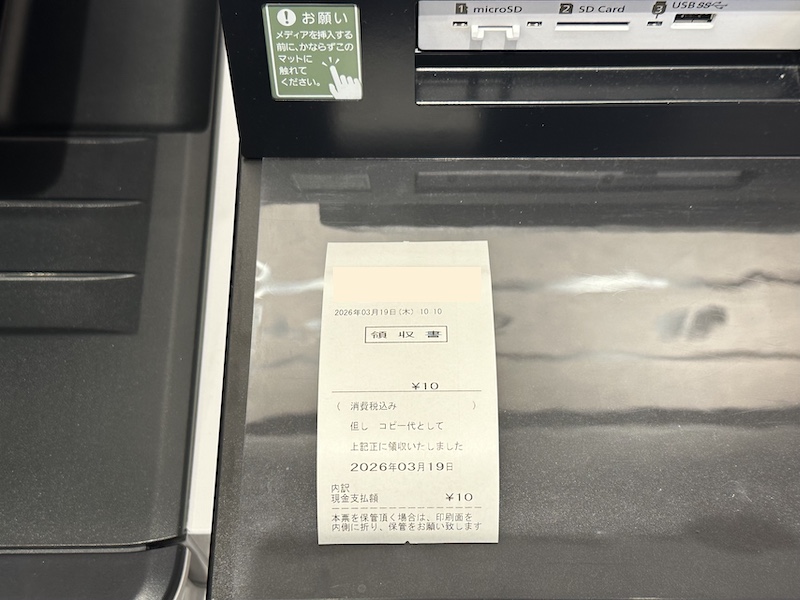 ! お願い
メディアを挿入する
前に、かならずこの
マットに
触れて
ください。
1 microSD 2 SD Card 3 USB SS
2026年03月19日(木) 10:10
領収書
¥10
( 消費税込み )
但し コピー代として
上記正に領収いたしました
2026年03月19日
内訳
現金支払額 ¥10
本票を保管頂く場合は、印刷面を
内側に折り、保管をお願い致します